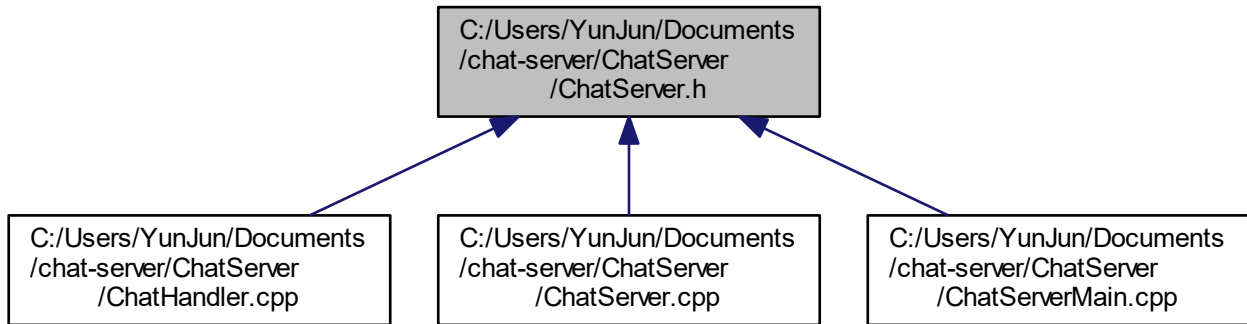 C:/Users/YunJun/Documents
/chat-server/ChatServer
/ChatServer.h
C:/Users/YunJun/Documents
/chat-server/ChatServer
/ChatHandler.cpp
C:/Users/YunJun/Documents
/chat-server/ChatServer
/ChatServer.cpp
C:/Users/YunJun/Documents
/chat-server/ChatServer
/ChatServerMain.cpp